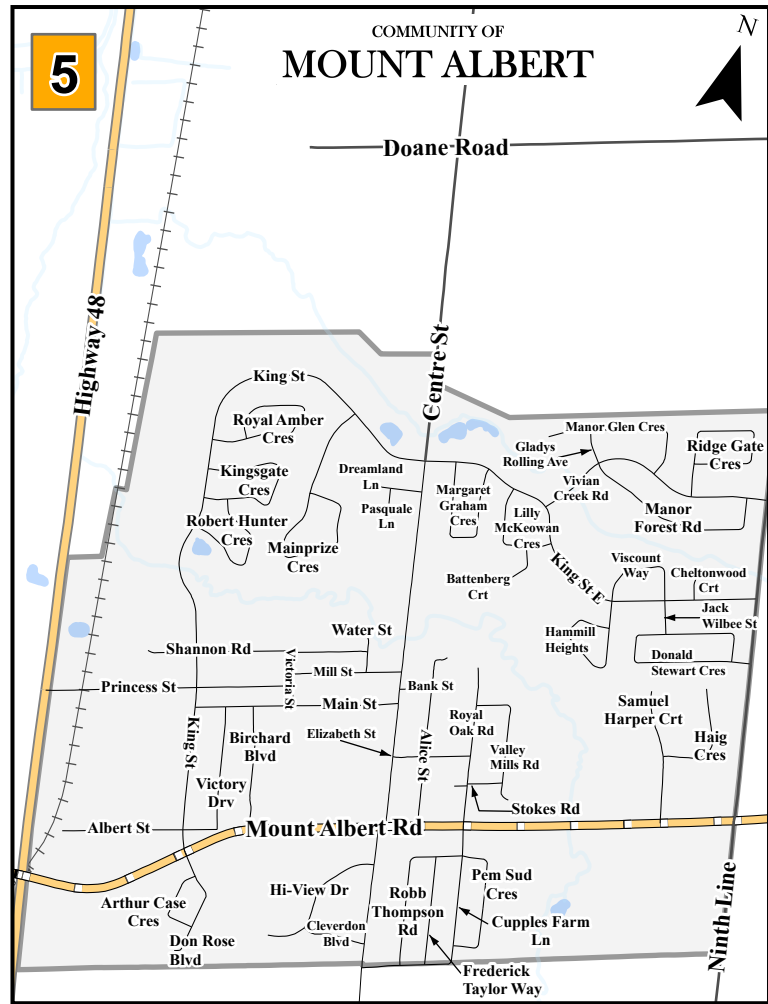 5
COMMUNITY OF
MOUNT ALBERT
N
Doane Road
Highway 48
Centre St
King St
Royal Amber
Cres
Kingsgate
Cres
Robert Hunter
Cres
Mainprize
Cres
Dreamland
Ln
Pasquale
Ln
Margaret
Graham
Cres
Lilly
McKeowan
Cres
Battenberg
Crt
Gladys
Rolling Ave
Manor Glen Cres
Vivian
Creek Rd
Ridge Gate
Cres
Manor
Forest Rd
King St E
Viscount
Way
Cheltonwood
Crt
Jack
Wilbee St
Hammill
Heights
Donald
Stewart Cres
Samuel
Harper Crt
Haig
Cres
Water St
Shannon Rd
Victoria St
Mill St
Princess St
Main St
Bank St
King St
Birchard
Blvd
Elizabeth St
Alice St
Royal
Oak Rd
Valley
Mills Rd
Victory
Drv
Stokes Rd
Albert St
Mount Albert Rd
Arthur Case
Cres
Don Rose
Blvd
Hi-View Dr
Cleverdon
Blvd
Robb
Thompson
Rd
Pem Sud
Cres
Cupples Farm
Ln
Frederick
Taylor Way
Ninth Line